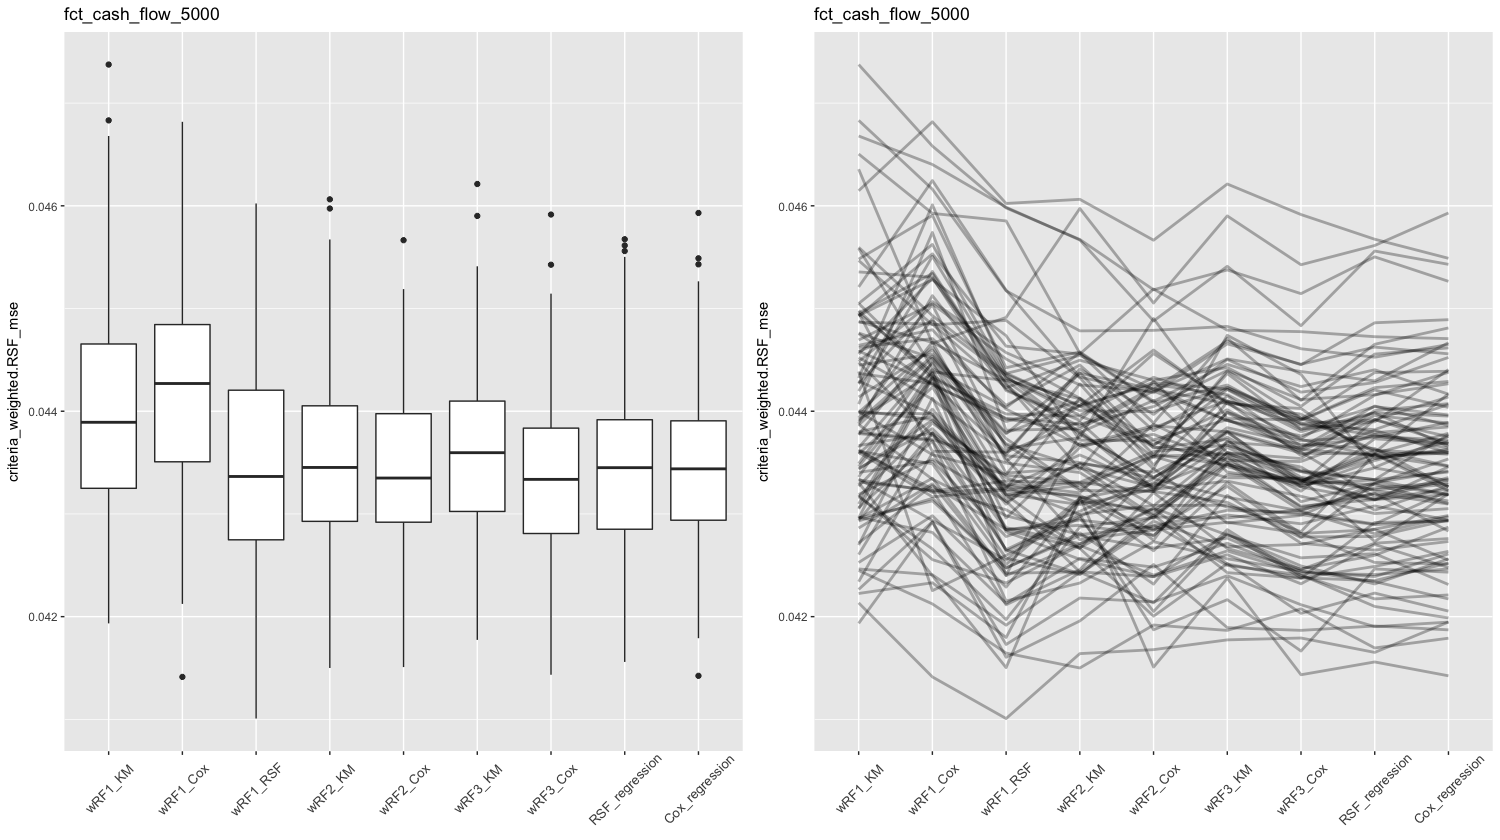 fct_cash_flow_5000
criteria_weighted.RSF_mse
0.046
0.044
0.042
wRF1_KM
wRF1_Cox
wRF1_RSF
wRF2_KM
wRF2_Cox
wRF3_KM
wRF3_Cox
RSF_regression
Cox_regression
fct_cash_flow_5000
criteria_weighted.RSF_mse
0.046
0.044
0.042
wRF1_KM
wRF1_Cox
wRF1_RSF
wRF2_KM
wRF2_Cox
wRF3_KM
wRF3_Cox
RSF_regression
Cox_regression